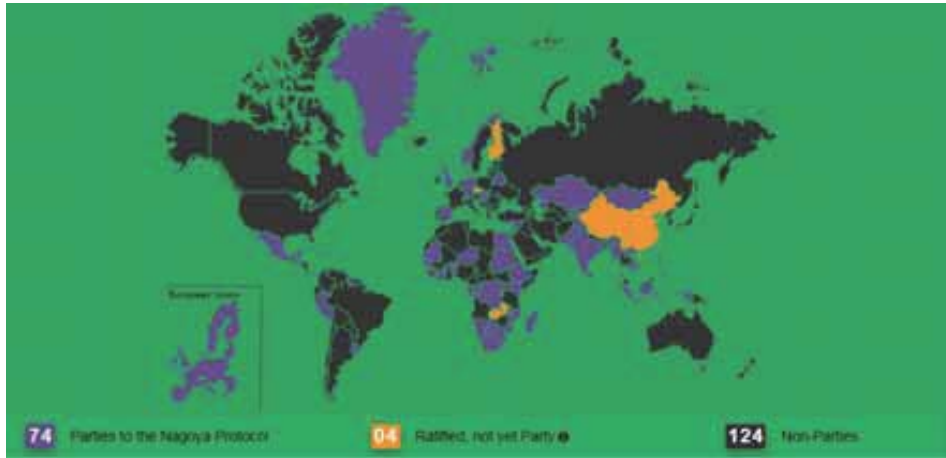 European Union
74 Parties to the Nagoya Protocol
04 Ratified, not yet Party
124 Non-Parties